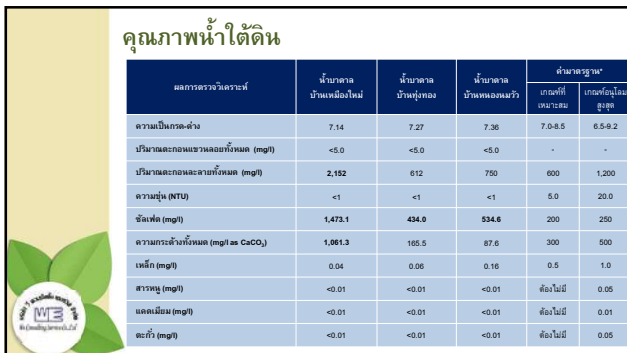 คุณภาพน้ำใต้ดิน
ผลการตรวจวิเคราะห์ น้ำบาดาล บ้านเหมืองใหม่ น้ำบาดาล บ้านทุ่งทอง น้ำบาดาล บ้านหนองนมวัว ค่ามาตรฐาน*
เกณฑ์ที่เหมาะสม เกณฑ์อนุโลมสูงสุด
ความเป็นกรด-ด่าง 7.14 7.27 7.36 7.0-8.5 6.5-9.2
ปริมาณตะกอนแขวนลอยทั้งหมด (mg/l) <5.0 <5.0 <5.0 - -
ปริมาณตะกอนละลายทั้งหมด (mg/l) 2,152 612 750 600 1,200
ความขุ่น (NTU) <1 <1 <1 5.0 20.0
ซัลเฟต (mg/l) 1,473.1 434.0 534.6 200 250
ความกระด้างทั้งหมด (mg/l as CaCO₃) 1,061.3 165.5 87.6 300 500
เหล็ก (mg/l) 0.04 0.06 0.16 0.5 1.0
สารหนู (mg/l) <0.01 <0.01 <0.01 ต้องไม่มี 0.05
แคดเมียม (mg/l) <0.01 <0.01 <0.01 ต้องไม่มี 0.01
ตะกั่ว (mg/l) <0.01 <0.01 <0.01 ต้องไม่มี 0.05